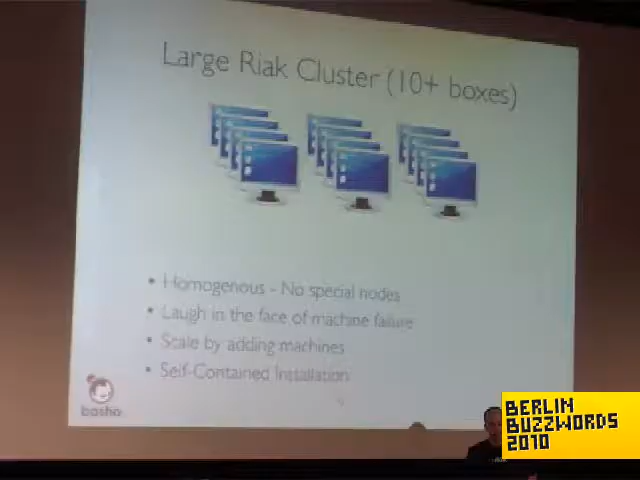 Large Riak Cluster (10+ boxes)
• Homogenous - No special nodes
• Laugh in the face of machine failure
• Scale by adding machines
• Self-Contained Installation
basho
BERLIN
BUZZWORDS
2010